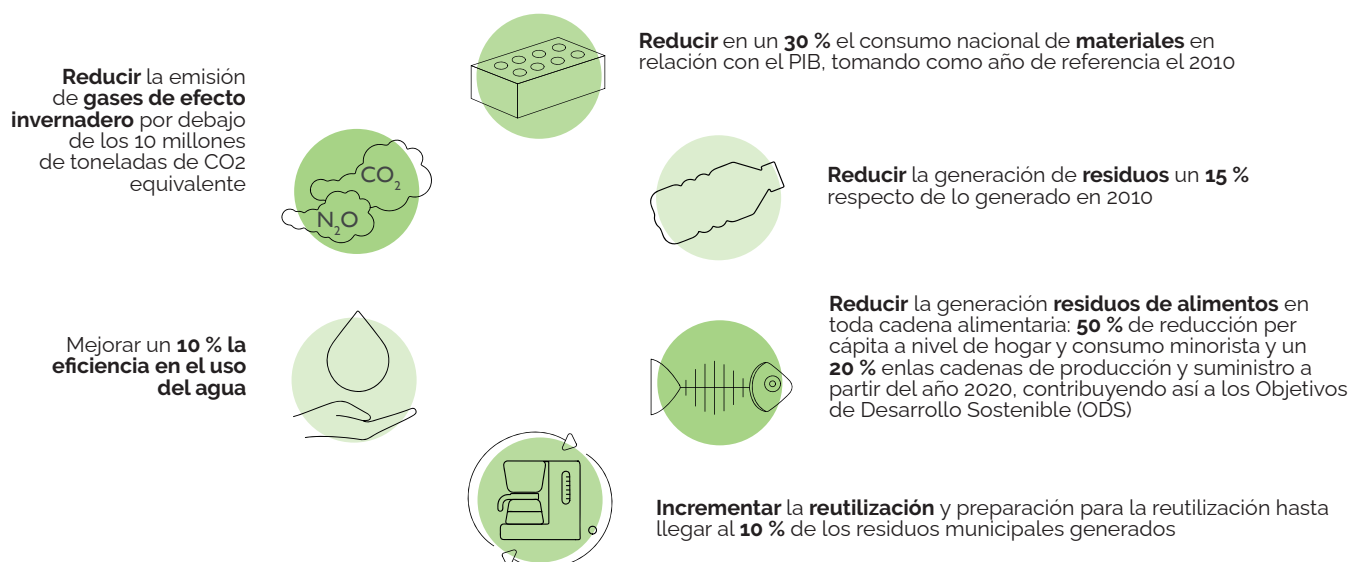 Reducir en un 30 % el consumo nacional de materiales en
relación con el PIB, tomando como año de referencia el 2010
Reducir la emisión
de gases de efecto
invernadero por debajo
de los 10 millones
de toneladas de CO2
equivalente
CO₂
N₂O
Reducir la generación de residuos un 15 %
respecto de lo generado en 2010
Reducir la generación residuos de alimentos en
toda cadena alimentaria: 50 % de reducción per
cápita a nivel de hogar y consumo minorista y un
20 % enlas cadenas de producción y suministro a
partir del año 2020, contribuyendo así a los Objetivos
de Desarrollo Sostenible (ODS)
Mejorar un 10 % la
eficiencia en el uso
del agua
Incrementar la reutilización y preparación para la reutilización hasta
llegar al 10 % de los residuos municipales generados